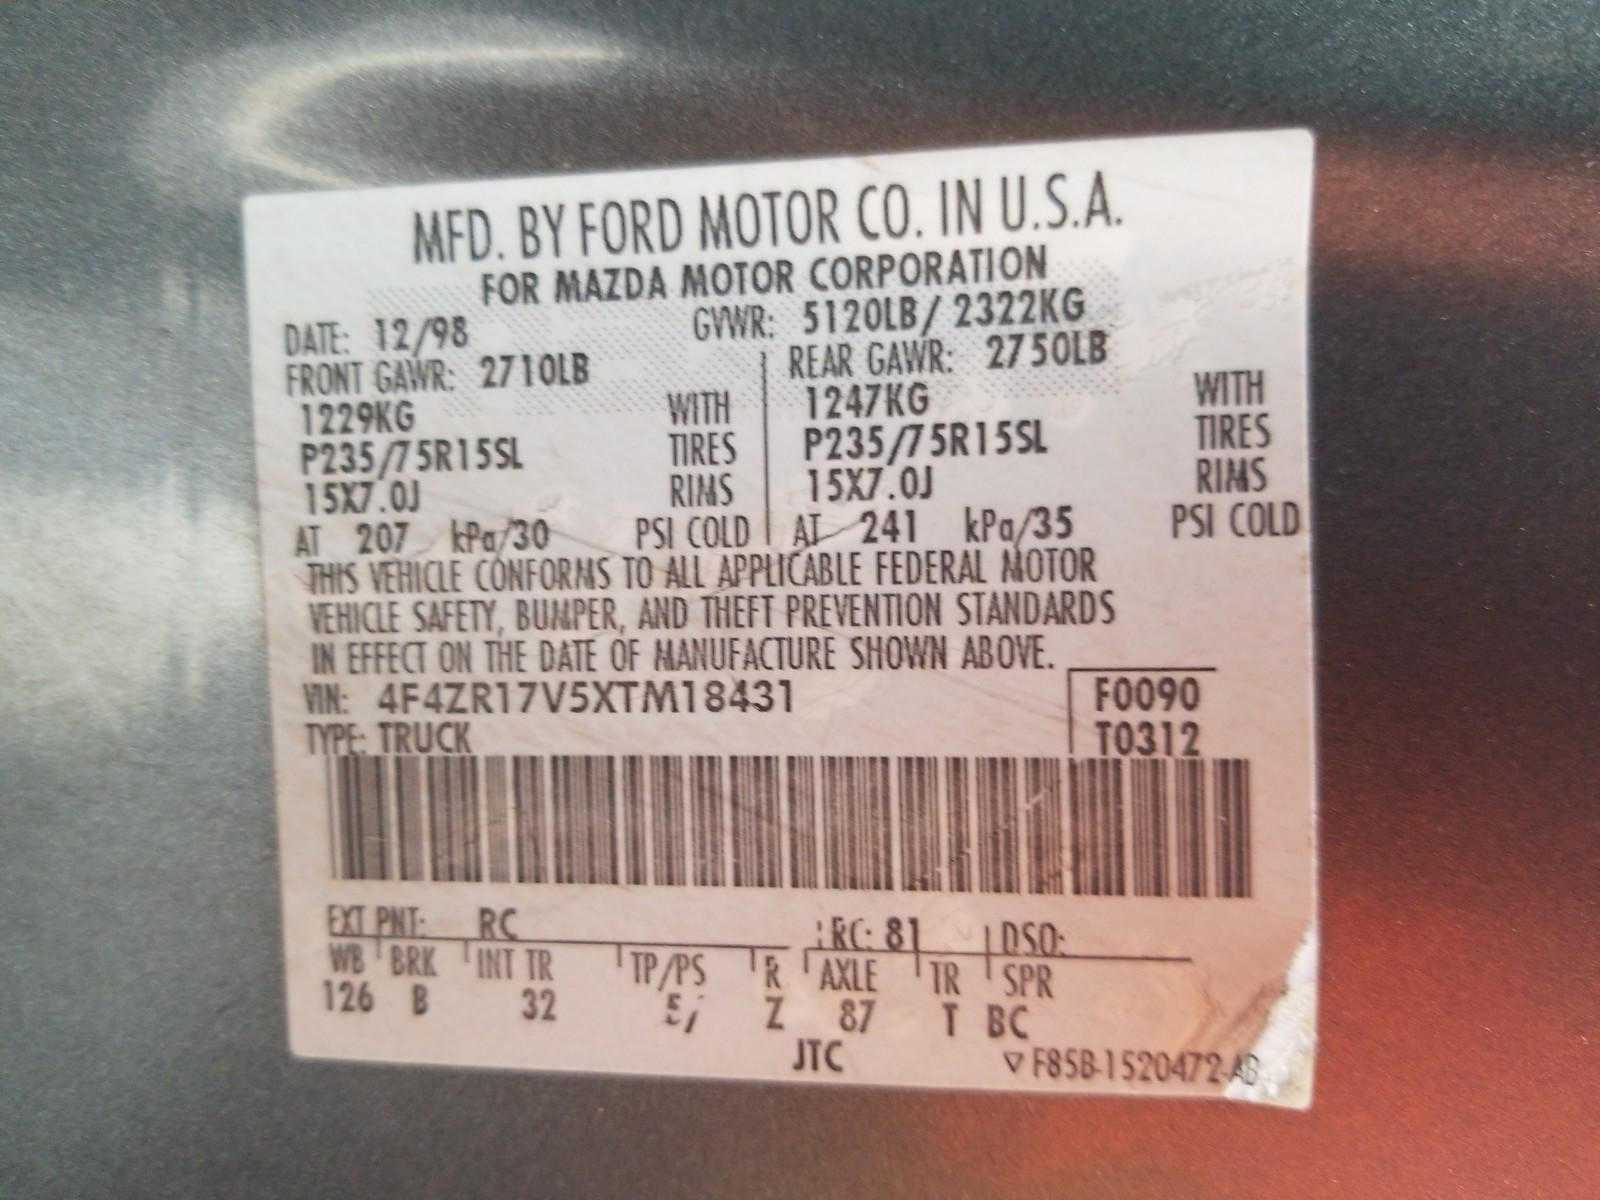 MFD. BY FORD MOTOR CO. IN U.S.A.
FOR MAZDA MOTOR CORPORATION
DATE: 12/98 GVWR: 5120LB/ 2322KG
FRONT GAWR: 2710LB REAR GAWR: 2750LB
1229KG WITH 1247KG WITH
P235/75R15SL TIRES P235/75R15SL TIRES
15X7.0J RIMS 15X7.0J RIMS
AT 207 kPa/30 PSI COLD AT 241 kPa/35 PSI COLD
THIS VEHICLE CONFORMS TO ALL APPLICABLE FEDERAL MOTOR
VEHICLE SAFETY, BUMPER, AND THEFT PREVENTION STANDARDS
IN EFFECT ON THE DATE OF MANUFACTURE SHOWN ABOVE.
VIN: 4F4ZR17V5XTM18431 F0090
TYPE: TRUCK T0312
EXT PNT: RC RC: 81 DSO:
WB BRK INT TR TP/PS R AXLE TR SPR
126 B 32 Z 87 T BC
JTC F85B-1520472-AB